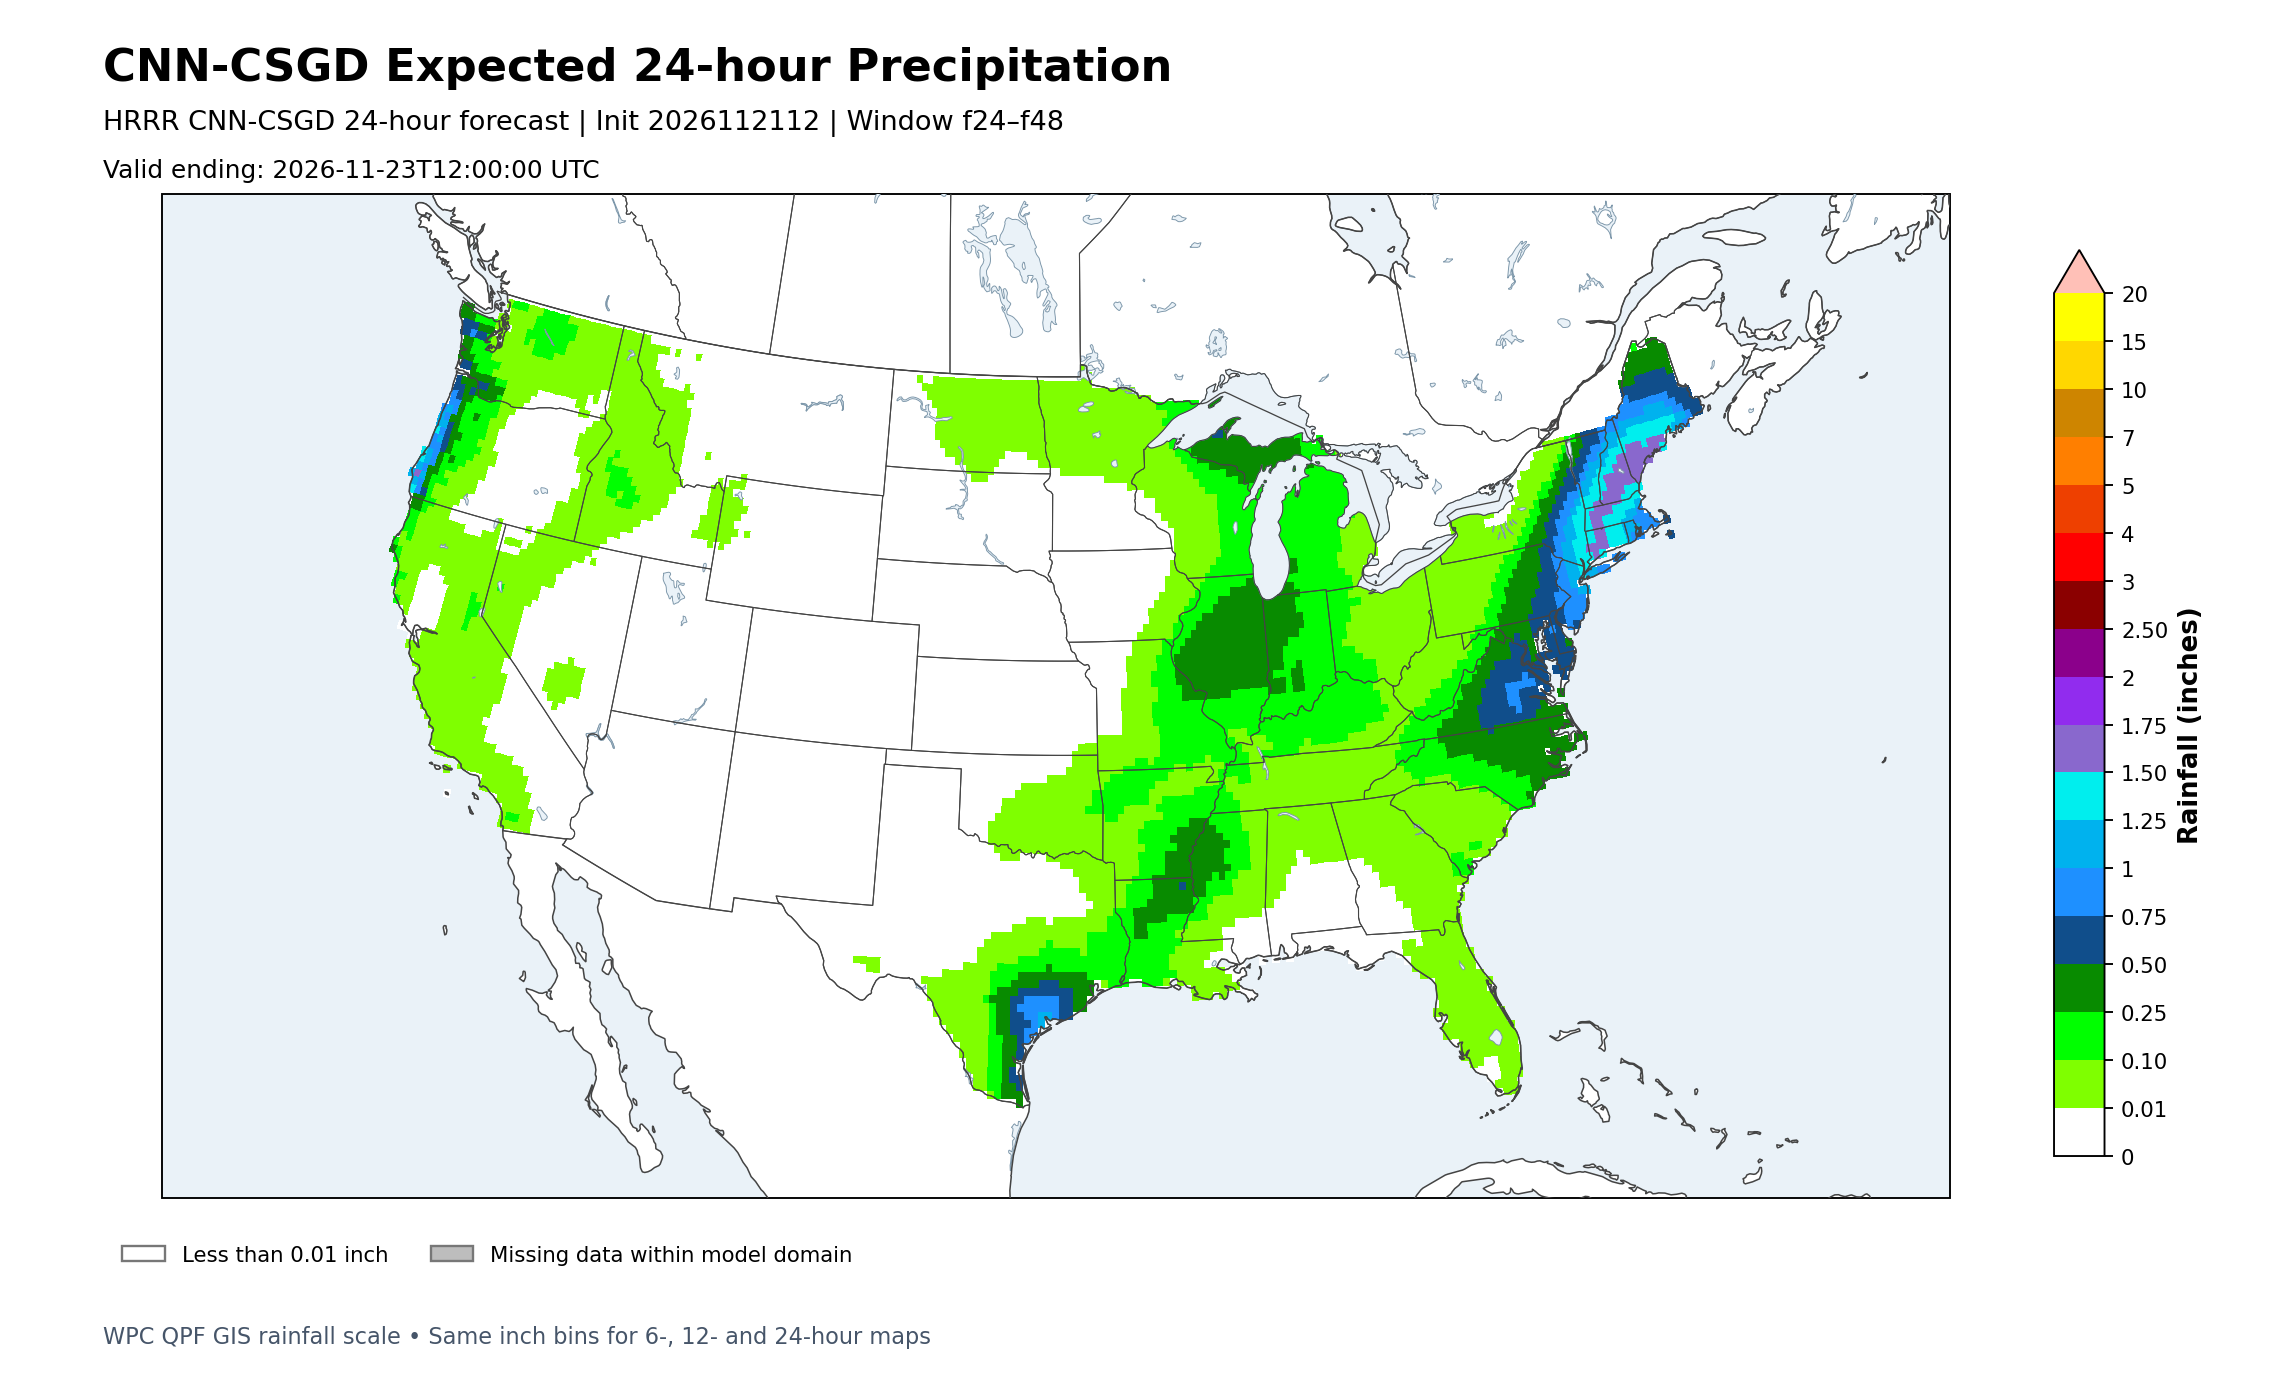 CNN-CSGD Expected 24-hour Precipitation
HRRR CNN-CSGD 24-hour forecast | Init 2026112112 | Window f24–f48
Valid ending: 2026-11-23T12:00:00 UTC
20
15
10
7
5
4
3
2.50
2
1.75
1.50
1.25
1
0.75
0.50
0.25
0.10
0.01
0
Rainfall (inches)
Less than 0.01 inch
Missing data within model domain
WPC QPF GIS rainfall scale • Same inch bins for 6-, 12- and 24-hour maps